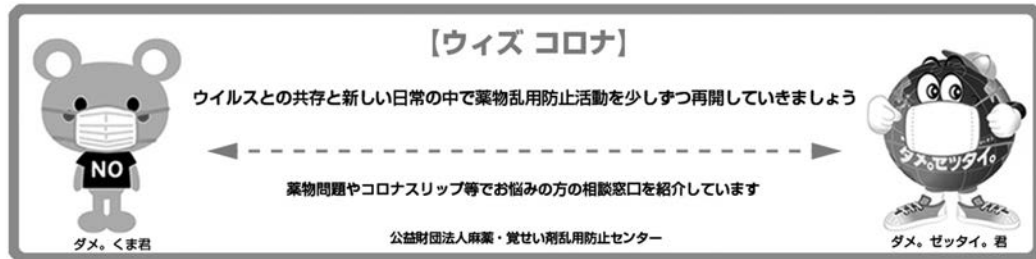 【ウィズ コロナ】
ウイルスとの共存と新しい日常の中で薬物乱用防止活動を少しずつ再開していきましょう
NO
ダメ。ゼッタイ。
薬物問題やコロナスリップ等でお悩みの方の相談窓口を紹介しています
公益財団法人麻薬・覚せい剤乱用防止センター
ダメ。くま君
ダメ。ゼッタイ。君